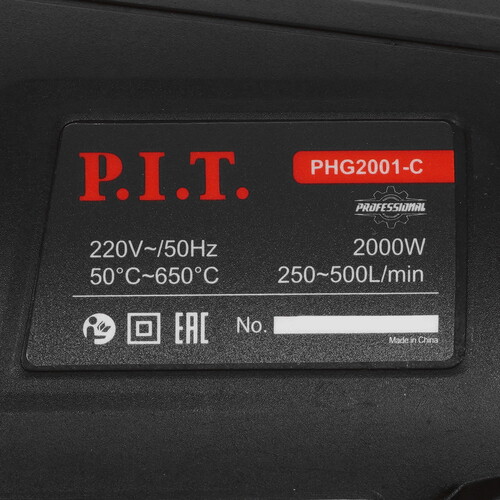 P.I.T.
PHG2001-C
PROFESSIONAL
220V~/50Hz
2000W
50°C~650°C
250~500L/min
EAC
No.
Made in China